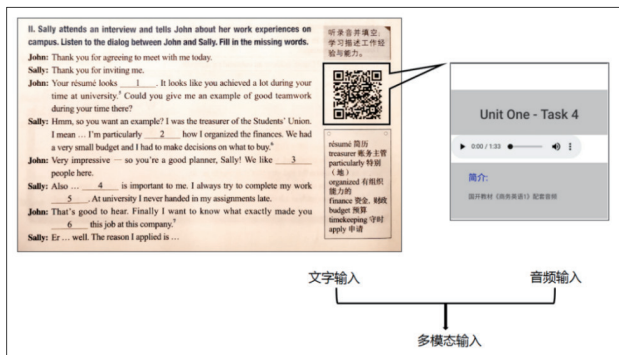 II. Sally attends an interview and tells John about her work experiences on
campus. Listen to the dialog between John and Sally. Fill in the missing words.
John: Thank you for agreeing to meet with me today.
Sally: Thank you for inviting me.
John: Your résumé looks 1 . It looks like you achieved a lot during your
time at university.⁵ Could you give me an example of good teamwork
during your time there?
Sally: Hmm, so you want an example? I was the treasurer of the Students' Union.
I mean ... I'm particularly 2 how I organized the finances. We had
a very small budget and I had to make decisions on what to buy.⁶
John: Very impressive — so you're a good planner, Sally! We like 3
people here.
Sally: Also ... 4 is important to me. I always try to complete my work
5 . At university I never handed in my assignments late.
John: That's good to hear. Finally I want to know what exactly made you
6 this job at this company.⁷
Sally: Er ... well. The reason I applied is ...
听录音并填空:
学习描述工作经
验与能力。
résumé 简历
treasurer 账务主管
particularly 特别
(地)
organized 有组织
能力的
finance 资金, 财政
budget 预算
timekeeping 守时
apply 申请
Unit One - Task 4
0:00 / 1:33
简介:
国开教材《商务英语1》配套音频
文字输入
音频输入
多模态输入